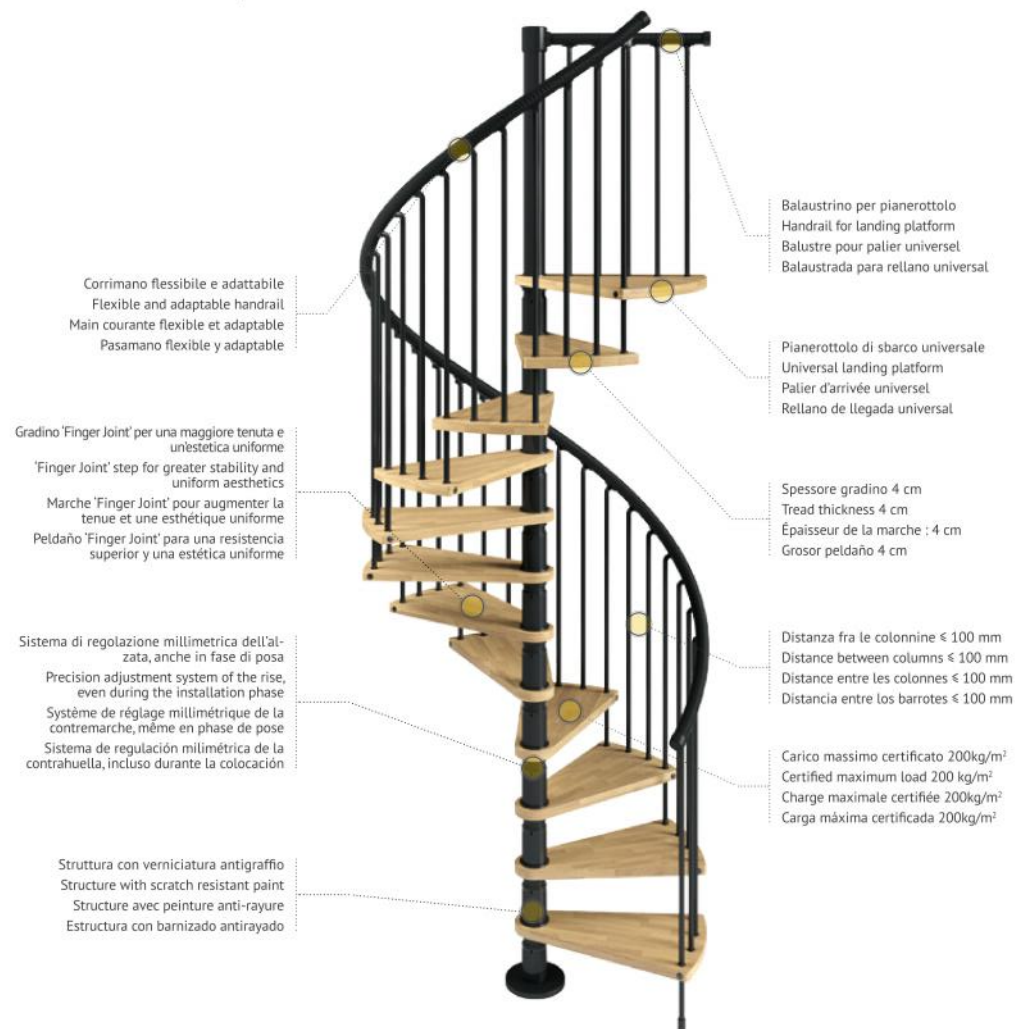 Corrimano flessibile e adattabile
Flexible and adaptable handrail
Main courante flexible et adaptable
Pasamano flexible y adaptable
Gradino 'Finger Joint' per una maggiore tenuta e
un'estetica uniforme
'Finger Joint' step for greater stability and
uniform aesthetics
Marche 'Finger Joint' pour augmenter la
tenue et une esthétique uniforme
Peldaño 'Finger Joint' para una resistencia
superior y una estética uniforme
Sistema di regolazione millimetrica dell'al-
zata, anche in fase di posa
Precision adjustment system of the rise,
even during the installation phase
Système de réglage millimétrique de la
contremarche, même en phase de pose
Sistema de regulación milimétrica de la
contrahuella, incluso durante la colocación
Struttura con verniciatura antigraffio
Structure with scratch resistant paint
Structure avec peinture anti-rayure
Estructura con barnizado antirayado
Balaustrino per pianerottolo
Handrail for landing platform
Balustre pour palier universel
Balaustrada para rellano universal
Pianerottolo di sbarco universale
Universal landing platform
Palier d'arrivée universel
Rellano de llegada universal
Spessore gradino 4 cm
Tread thickness 4 cm
Épaisseur de la marche : 4 cm
Grosor peldaño 4 cm
Distanza fra le colonnine ≤ 100 mm
Distance between columns ≤ 100 mm
Distance entre les colonnes ≤ 100 mm
Distancia entre los barrotes ≤ 100 mm
Carico massimo certificato 200kg/m²
Certified maximum load 200 kg/m²
Charge maximale certifiée 200kg/m²
Carga máxima certificada 200kg/m²